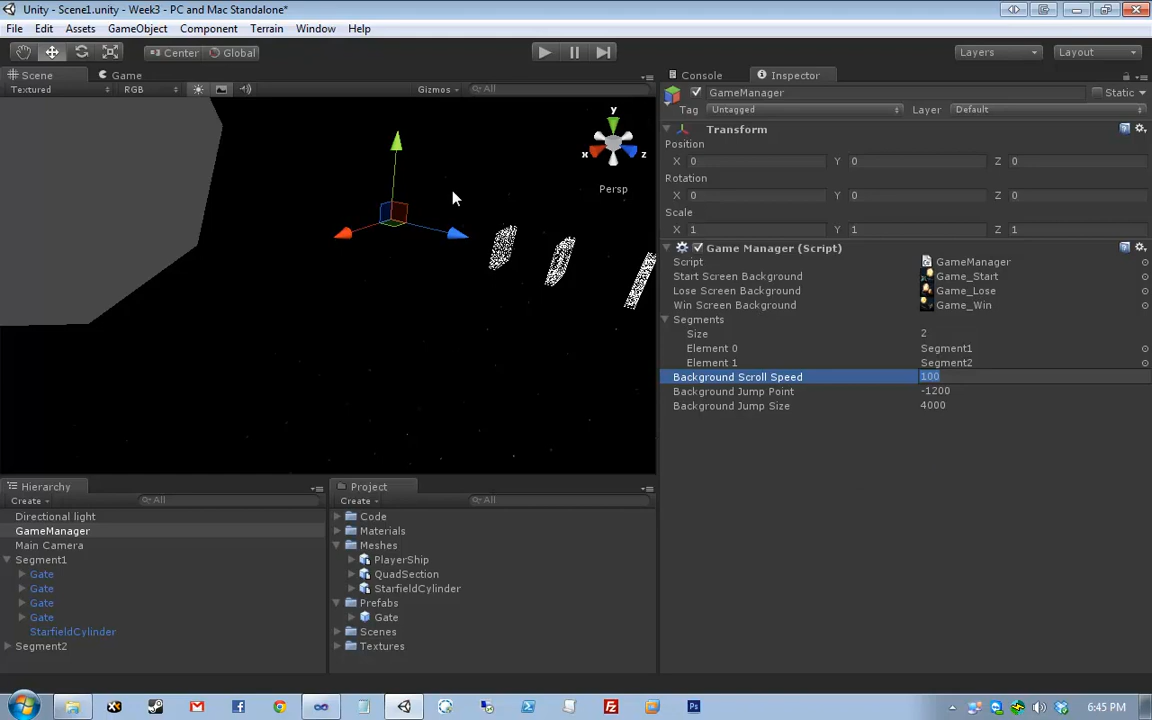 Unity - Scene1.unity - Week3 - PC and Mac Standalone*
File Edit Assets GameObject Component Terrain Window Help
Center Global Layers Layout
Scene Game Console Inspector
Textured RGB Gizmos All GameManager Static
Tag Untagged Layer Default
Transform
Position
X 0 Y 0 Z 0
Rotation
X 0 Y 0 Z 0
Scale
X 1 Y 1 Z 1
y
x z
Persp
Game Manager (Script)
Script GameManager
Start Screen Background Game_Start
Lose Screen Background Game_Lose
Win Screen Background Game_Win
Segments
Size 2
Element 0 Segment1
Element 1 Segment2
Background Scroll Speed 100
Background Jump Point -1200
Background Jump Size 4000
Hierarchy Project
Create All Create All
Directional light
GameManager
Main Camera
Segment1
Gate
Gate
Gate
Gate
StarfieldCylinder
Segment2
Code
Materials
Meshes
PlayerShip
QuadSection
StarfieldCylinder
Prefabs
Gate
Scenes
Textures
6:45 PM